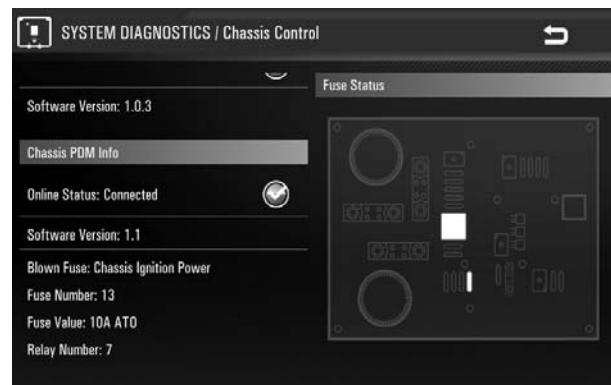 SYSTEM DIAGNOSTICS / Chassis Control
Software Version: 1.0.3
Chassis PDM Info
Online Status: Connected
Software Version: 1.1
Blown Fuse: Chassis Ignition Power
Fuse Number: 13
Fuse Value: 10A ATO
Relay Number: 7
Fuse Status